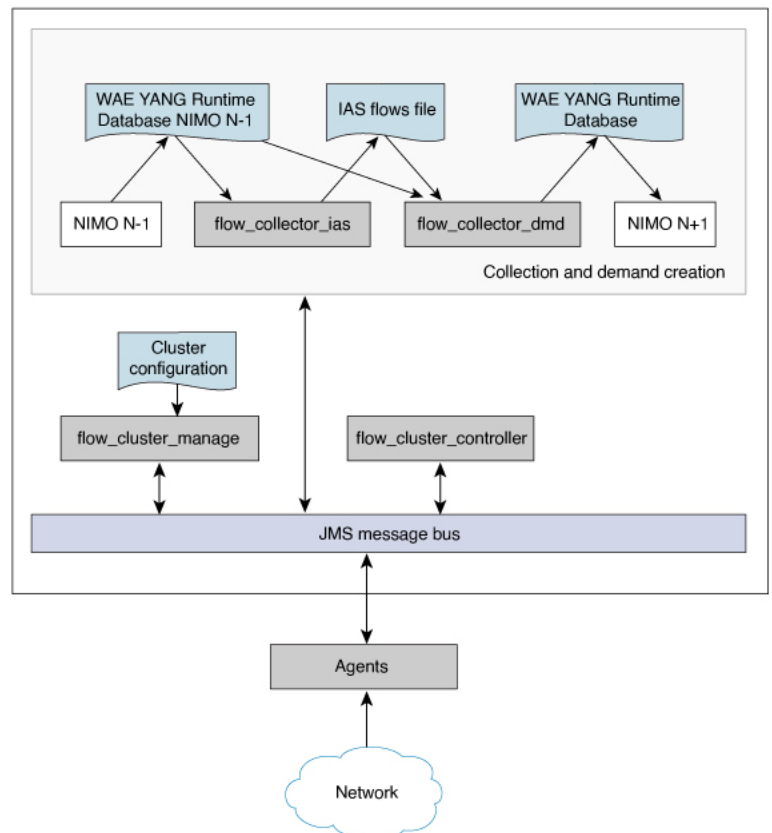 WAE YANG Runtime
Database NIMO N-1
IAS flows file
WAE YANG Runtime
Database
NIMO N-1
flow_collector_ias
flow_collector_dmd
NIMO N+1
Collection and demand creation
Cluster
configuration
flow_cluster_manage
flow_cluster_controller
JMS message bus
Agents
Network